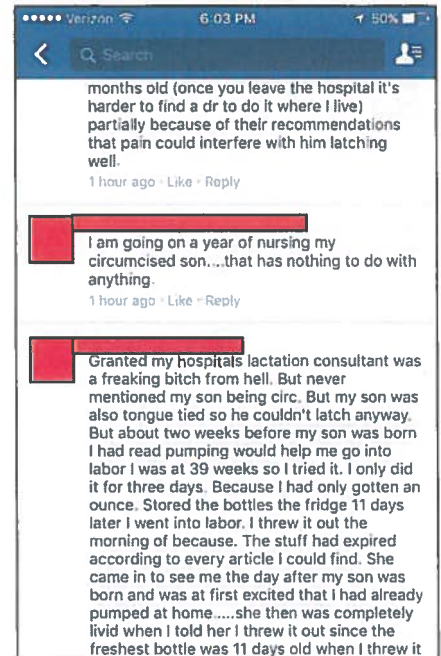 Verizon 6:03 PM 50%
Search
months old (once you leave the hospital it's
harder to find a dr to do it where I live)
partially because of their recommendations
that pain could interfere with him latching
well.
1 hour ago · Like · Reply
I am going on a year of nursing my
circumcised son....that has nothing to do with
anything.
1 hour ago · Like · Reply
Granted my hospitals lactation consultant was
a freaking bitch from hell. But never
mentioned my son being circ. But my son was
also tongue tied so he couldn't latch anyway.
But about two weeks before my son was born
I had read pumping would help me go into
labor I was at 39 weeks so I tried it. I only did
it for three days. Because I had only gotten an
ounce. Stored the bottles the fridge 11 days
later I went into labor. I threw it out the
morning of because. The stuff had expired
according to every article I could find. She
came in to see me the day after my son was
born and was at first excited that I had already
pumped at home.....she then was completely
livid when I told her I threw it out since the
freshest bottle was 11 days old when I threw it